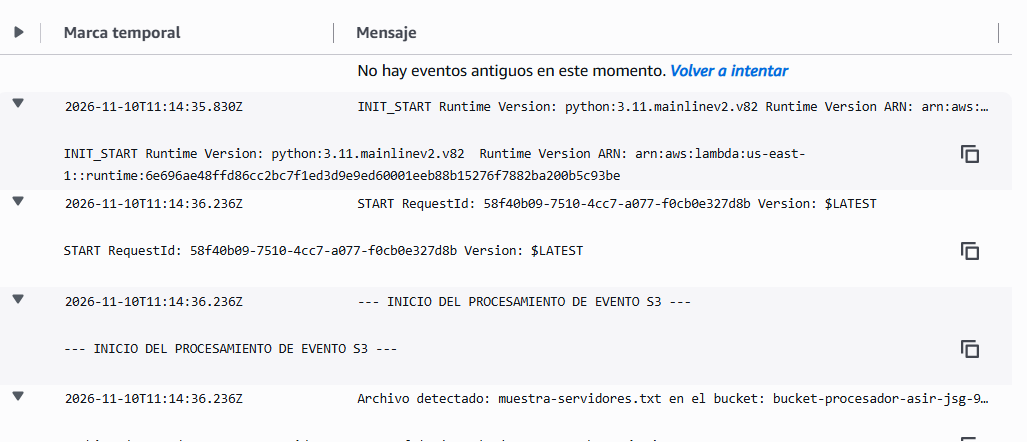 Marca temporal Mensaje
No hay eventos antiguos en este momento. Volver a intentar
2026-11-10T11:14:35.830Z INIT_START Runtime Version: python:3.11.mainlinev2.v82 Runtime Version ARN: arn:aws:…
INIT_START Runtime Version: python:3.11.mainlinev2.v82 Runtime Version ARN: arn:aws:lambda:us-east-
1::runtime:6e696ae48ffd86cc2bc7f1ed3d9e9ed60001eeb88b15276f7882ba200b5c93be
2026-11-10T11:14:36.236Z START RequestId: 58f40b09-7510-4cc7-a077-f0cb0e327d8b Version: $LATEST
START RequestId: 58f40b09-7510-4cc7-a077-f0cb0e327d8b Version: $LATEST
2026-11-10T11:14:36.236Z --- INICIO DEL PROCESAMIENTO DE EVENTO S3 ---
--- INICIO DEL PROCESAMIENTO DE EVENTO S3 ---
2026-11-10T11:14:36.236Z Archivo detectado: muestra-servidores.txt en el bucket: bucket-procesador-asir-jsg-9…